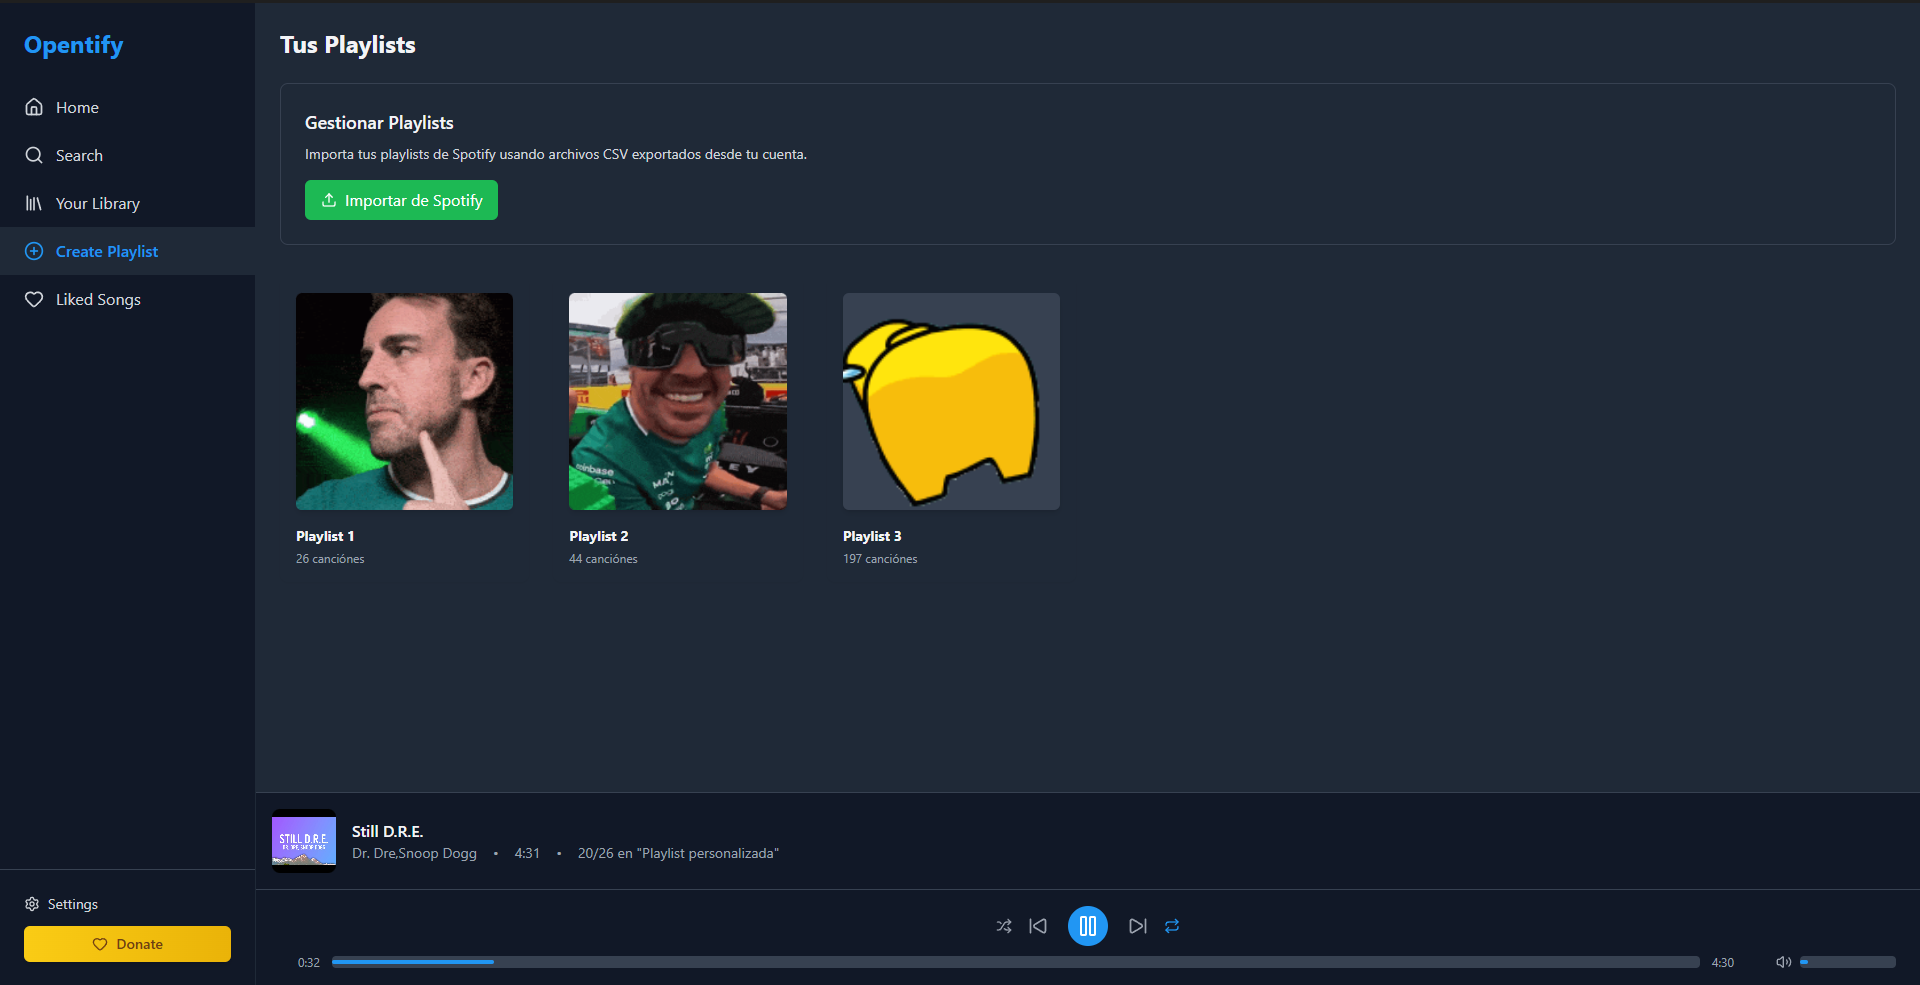 Opentify
Home
Search
Your Library
Create Playlist
Liked Songs
Settings
Donate
Tus Playlists
Gestionar Playlists
Importa tus playlists de Spotify usando archivos CSV exportados desde tu cuenta.
Importar de Spotify
coinbase
EY
Playlist 1
26 canciónes
Playlist 2
44 canciónes
Playlist 3
197 canciónes
STILL D.R.E.
Still D.R.E.
Dr. Dre,Snoop Dogg • 4:31 • 20/26 en "Playlist personalizada"
0:32
4:30